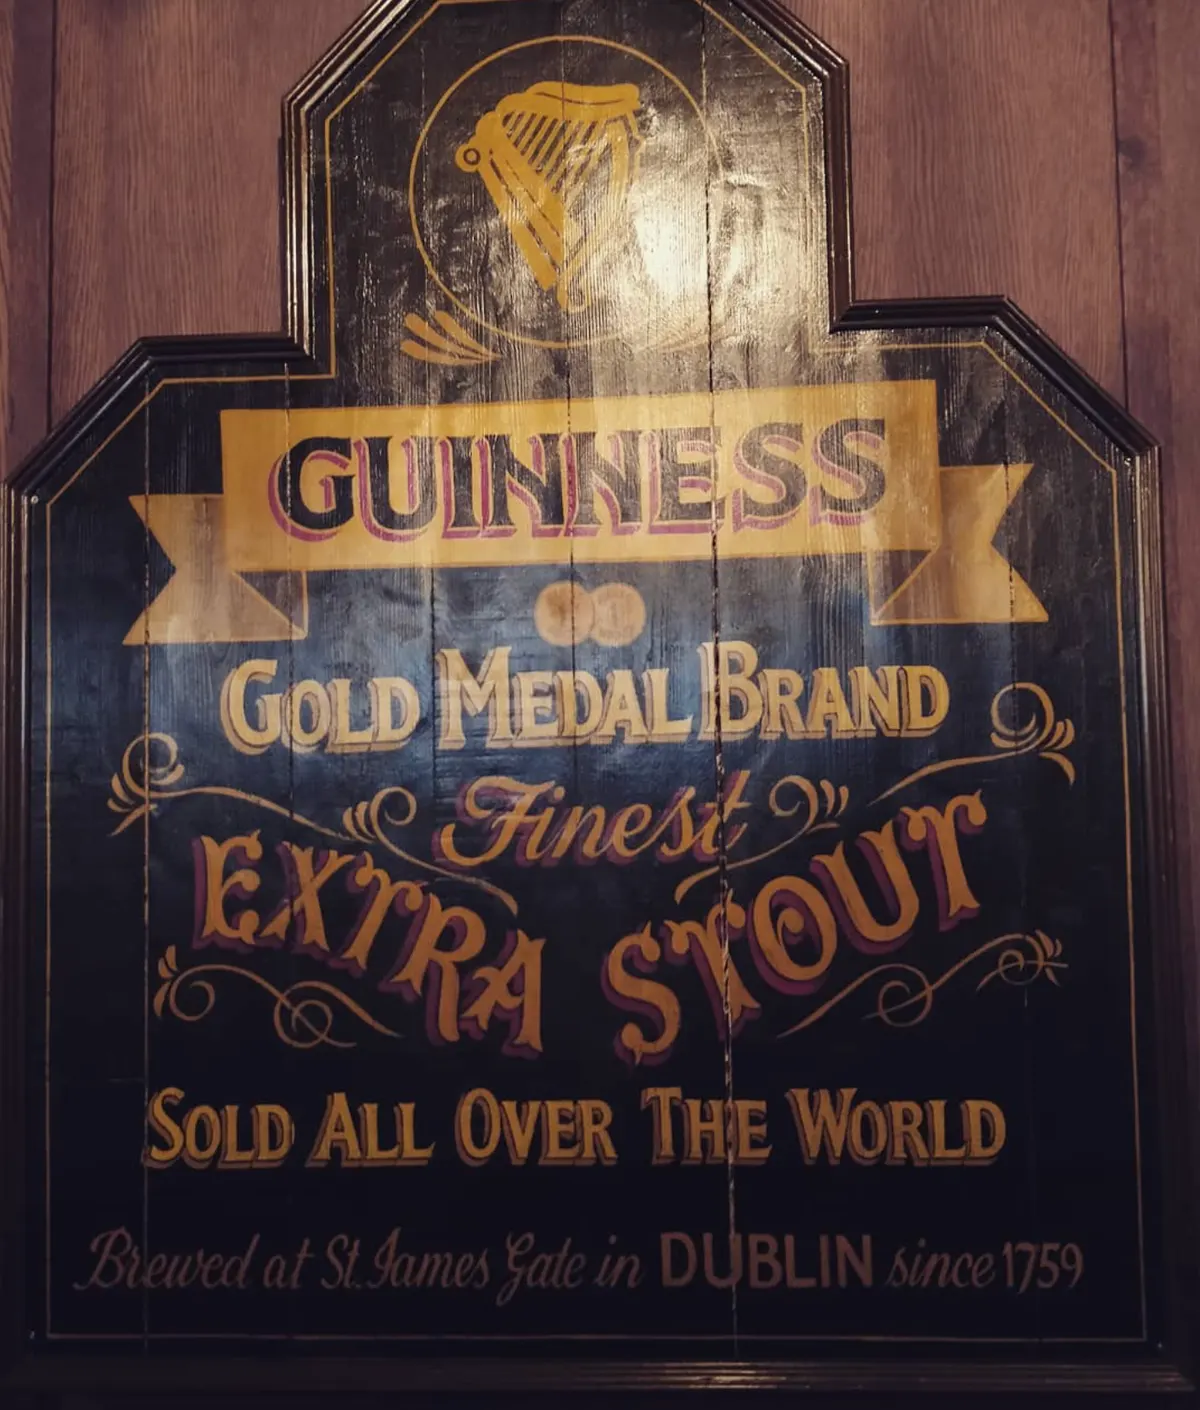 GUINNESS
GOLD MEDAL BRAND
Finest
EXTRA STOUT
SOLD ALL OVER THE WORLD
Brewed at St. James Gate in DUBLIN since 1759